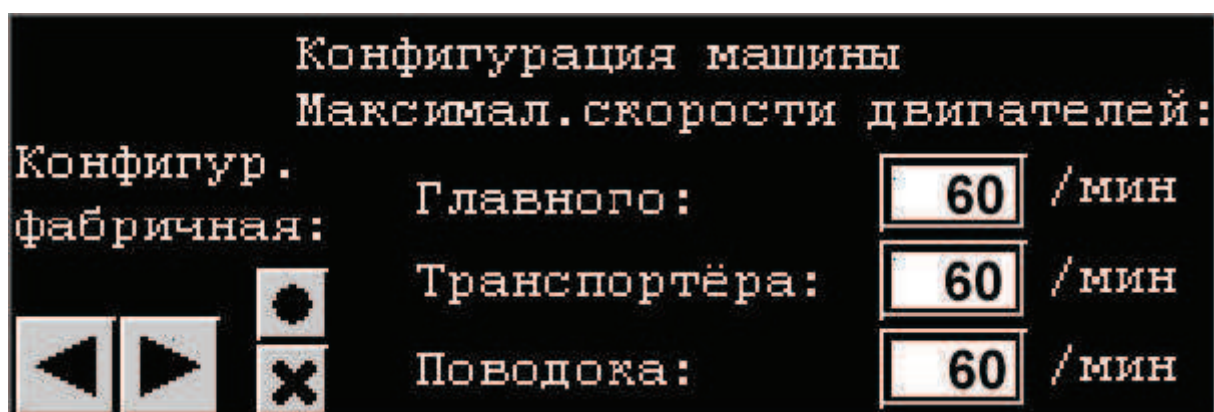 Конфигурация машины
Максимал.скорости двигателей:
Конфигур.
фабричная:
Главного: 60 /мин
Транспортёра: 60 /мин
Поводока: 60 /мин